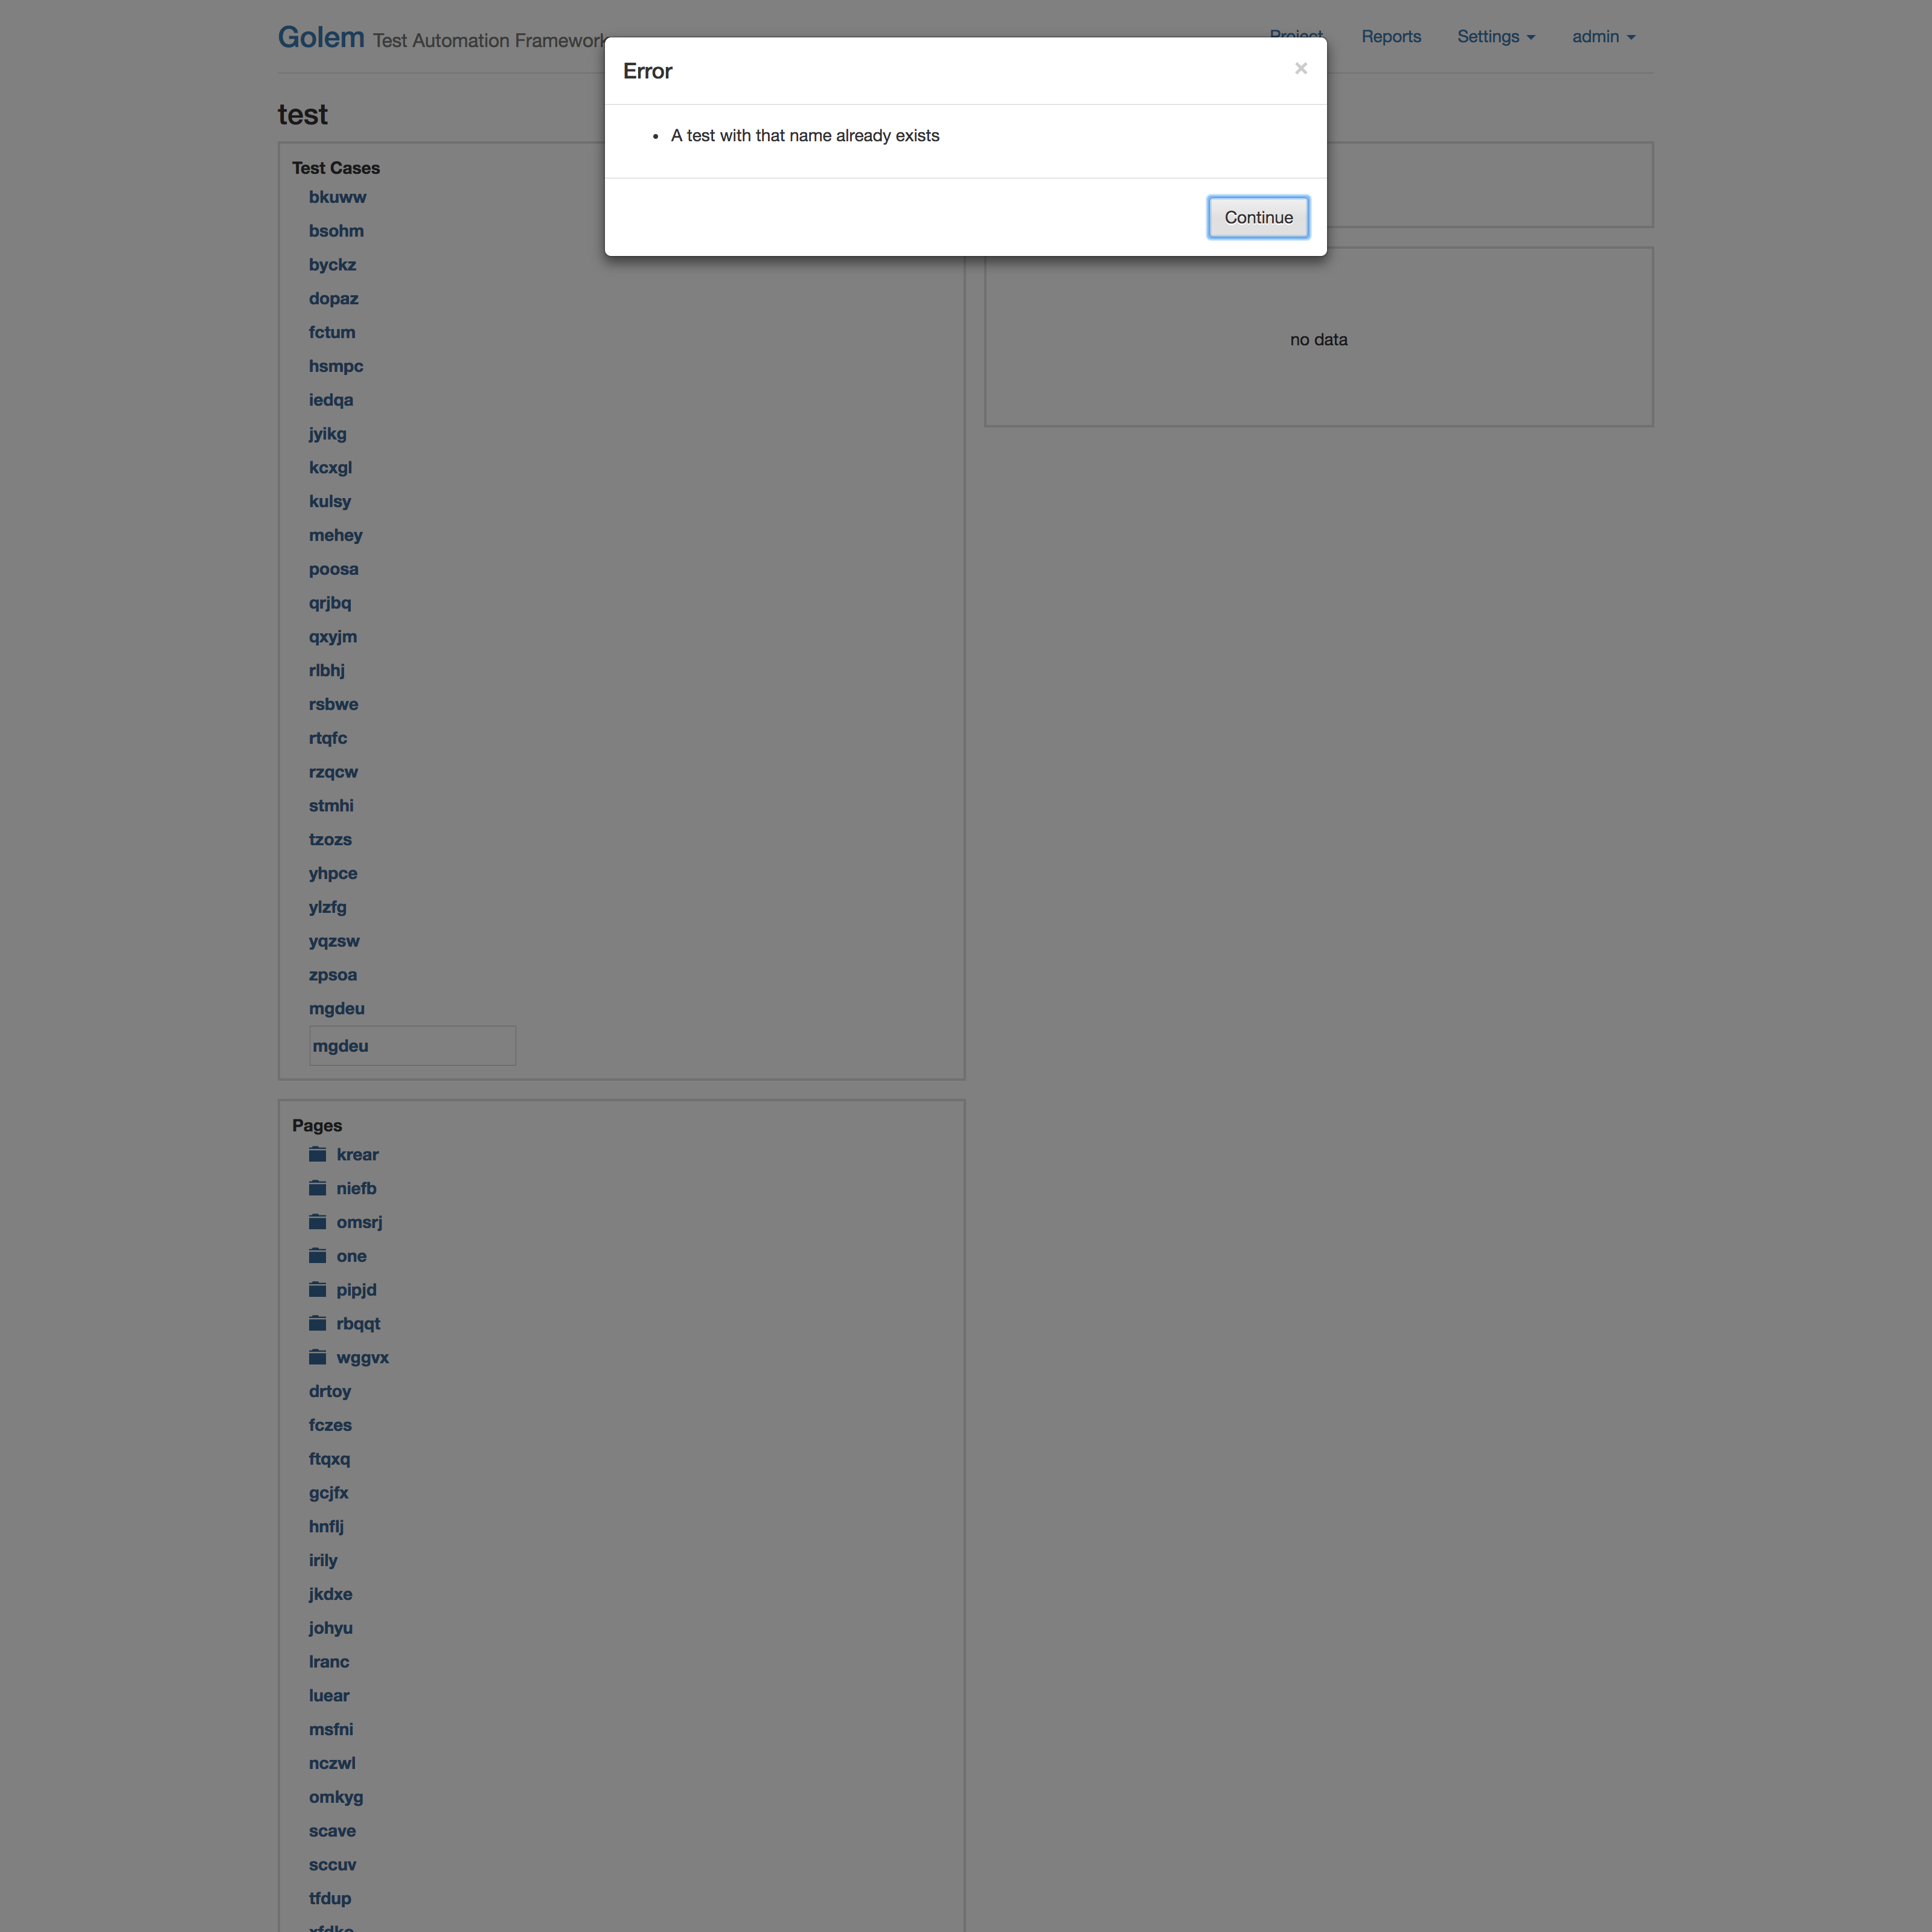 Golem Test Automation Framework
Reports Settings admin
Error
×
A test with that name already exists
Continue
test
Test Cases
bkuww
bsohm
byckz
dopaz
fctum
hsmpc
iedqa
jyikg
kcxgl
kulsy
mehey
poosa
qrjbq
qxyjm
rlbhj
rsbwe
rtqfc
rzqcw
stmhi
tzozs
yhpce
ylzfg
yqzsw
zpsoa
mgdeu
mgdeu
no data
Pages
krear
niefb
omsrj
one
pipjd
rbqqt
wggvx
drtoy
fczes
ftqxq
gcjfx
hnflj
irily
jkdxe
johyu
lranc
luear
msfni
nczwl
omkyg
scave
sccuv
tfdup